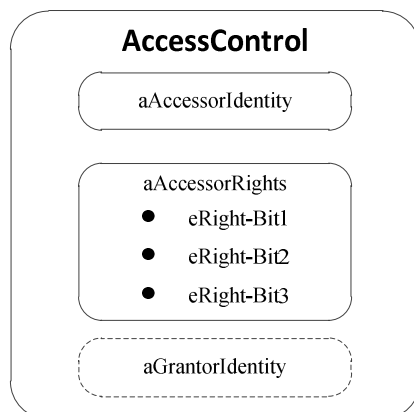 AccessControl
aAccessorIdentity
aAccessorRights
● eRight-Bit1
● eRight-Bit2
● eRight-Bit3
aGrantorIdentity